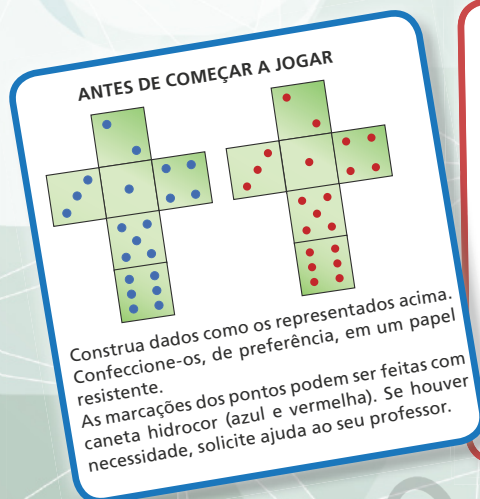 ANTES DE COMEÇAR A JOGAR
Construa dados como os representados acima.
Confeccione-os, de preferência, em um papel
resistente.
As marcações dos pontos podem ser feitas com
caneta hidrocor (azul e vermelha). Se houver
necessidade, solicite ajuda ao seu professor.